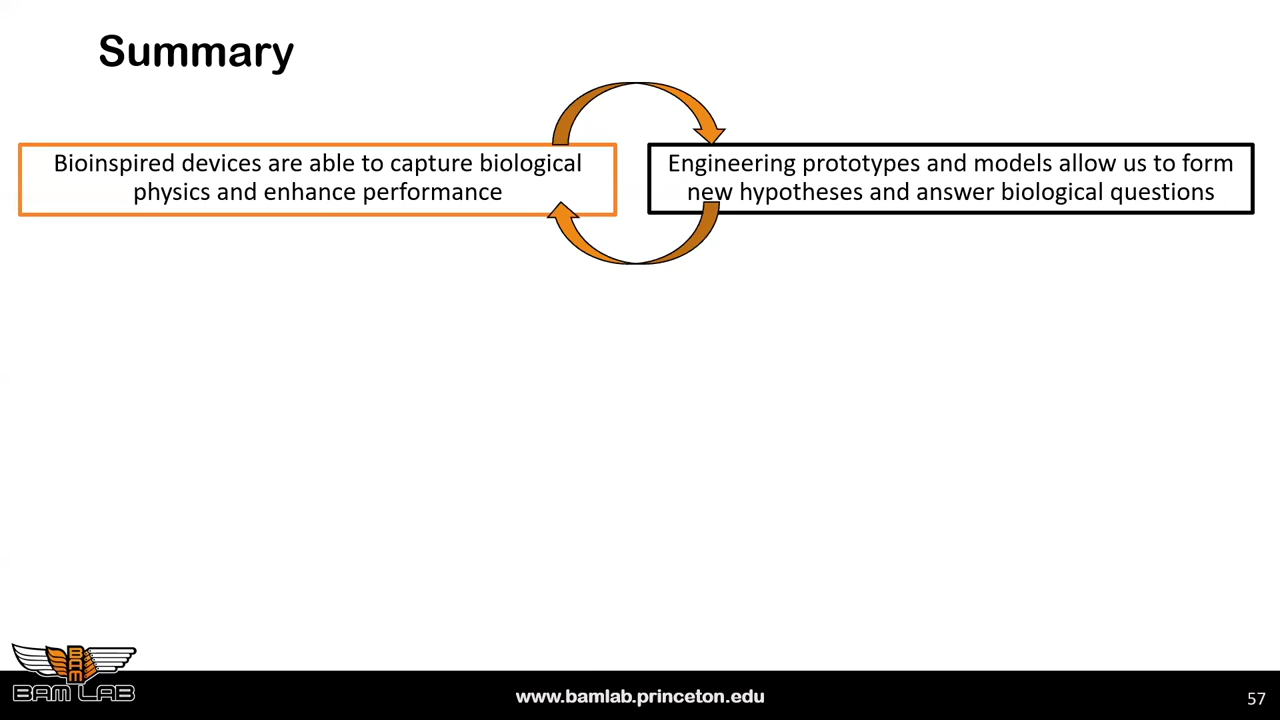 Summary
Bioinspired devices are able to capture biological
physics and enhance performance
Engineering prototypes and models allow us to form
new hypotheses and answer biological questions
BAM
BAM LAB
www.bamlab.princeton.edu
57